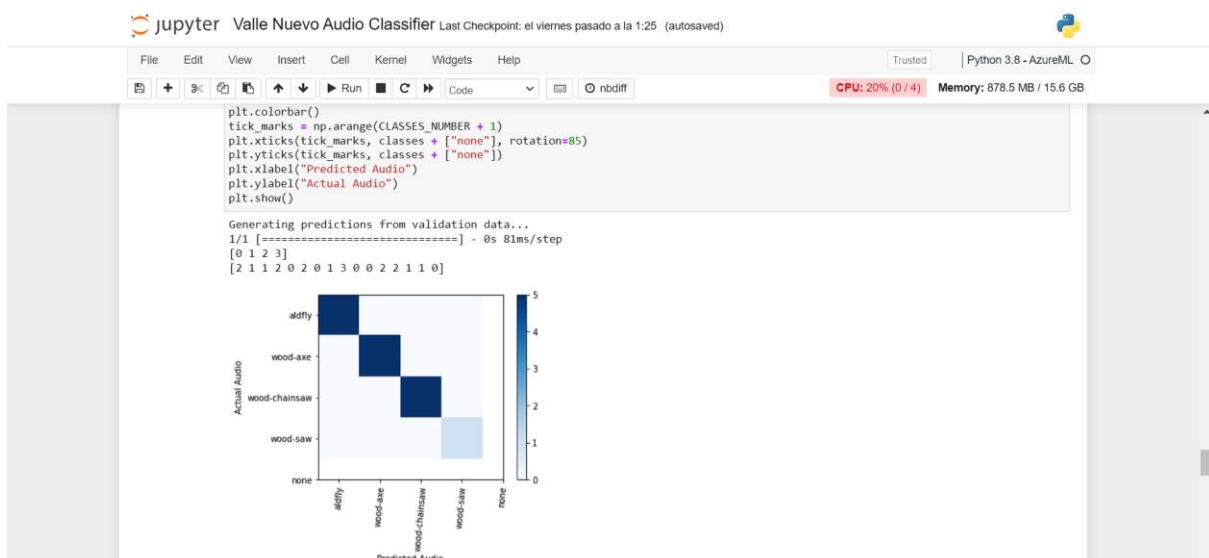 jupyter Valle Nuevo Audio Classifier Last Checkpoint: el viernes pasado a la 1:25 (autosaved)
File Edit View Insert Cell Kernel Widgets Help Trusted Python 3.8 - AzureML
Run Code nbdiff CPU: 20% (0 / 4) Memory: 878.5 MB / 15.6 GB
plt.colorbar()
tick_marks = np.arange(CLASSES_NUMBER + 1)
plt.xticks(tick_marks, classes + ["none"], rotation=85)
plt.yticks(tick_marks, classes + ["none"])
plt.xlabel("Predicted Audio")
plt.ylabel("Actual Audio")
plt.show()
Generating predictions from validation data...
1/1 [==============================] - 0s 81ms/step
[0 1 2 3]
[2 1 1 2 0 2 0 1 3 0 0 2 2 1 1 0]
Actual Audio
aldfly
wood-axe
wood-chainsaw
wood-saw
none
5
4
3
2
1
0
aldfly
wood-axe
wood-chainsaw
wood-saw
none
Predicted Audio